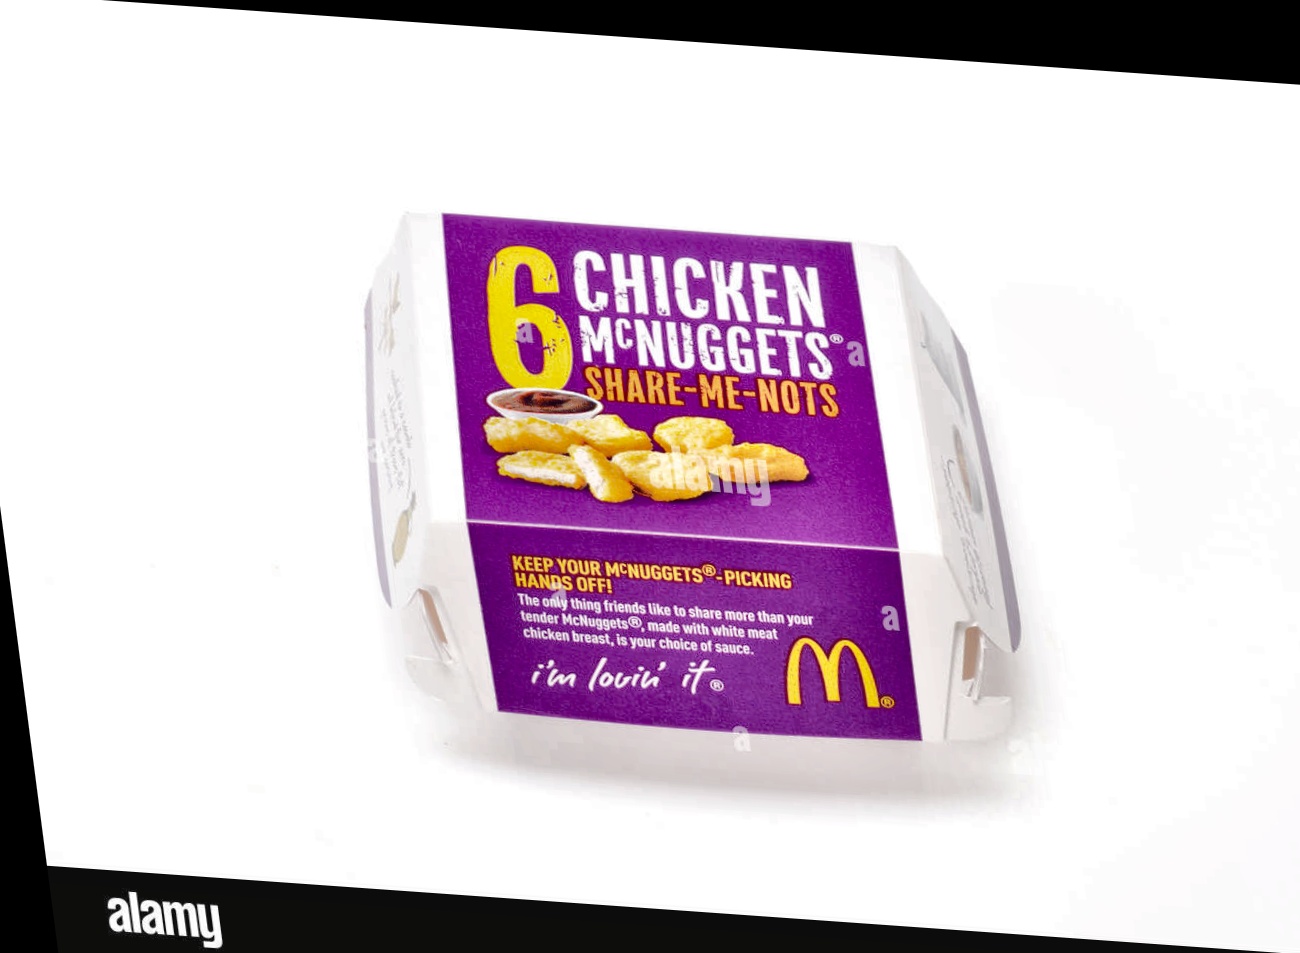 6 CHICKEN
McNUGGETS®
SHARE-ME-NOTS
KEEP YOUR McNUGGETS®-PICKING
HANDS OFF!
The only thing friends like to share more than your
tender McNuggets®, made with white meat
chicken breast, is your choice of sauce.
i'm lovin' it®
®
a
a
alamy
a
a
a
a
a
alamy